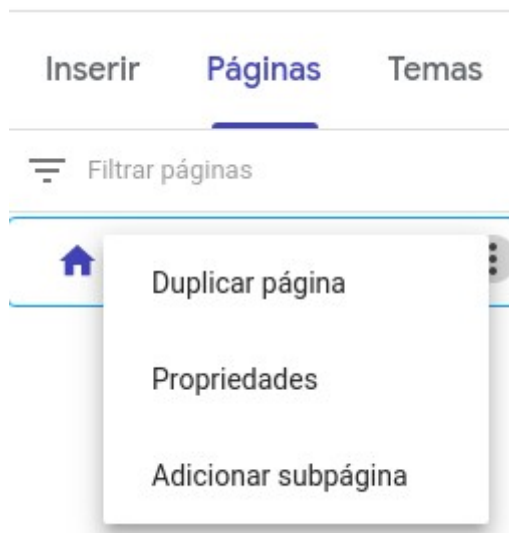 Inserir Páginas Temas
Filtrar páginas
Duplicar página
Propriedades
Adicionar subpágina